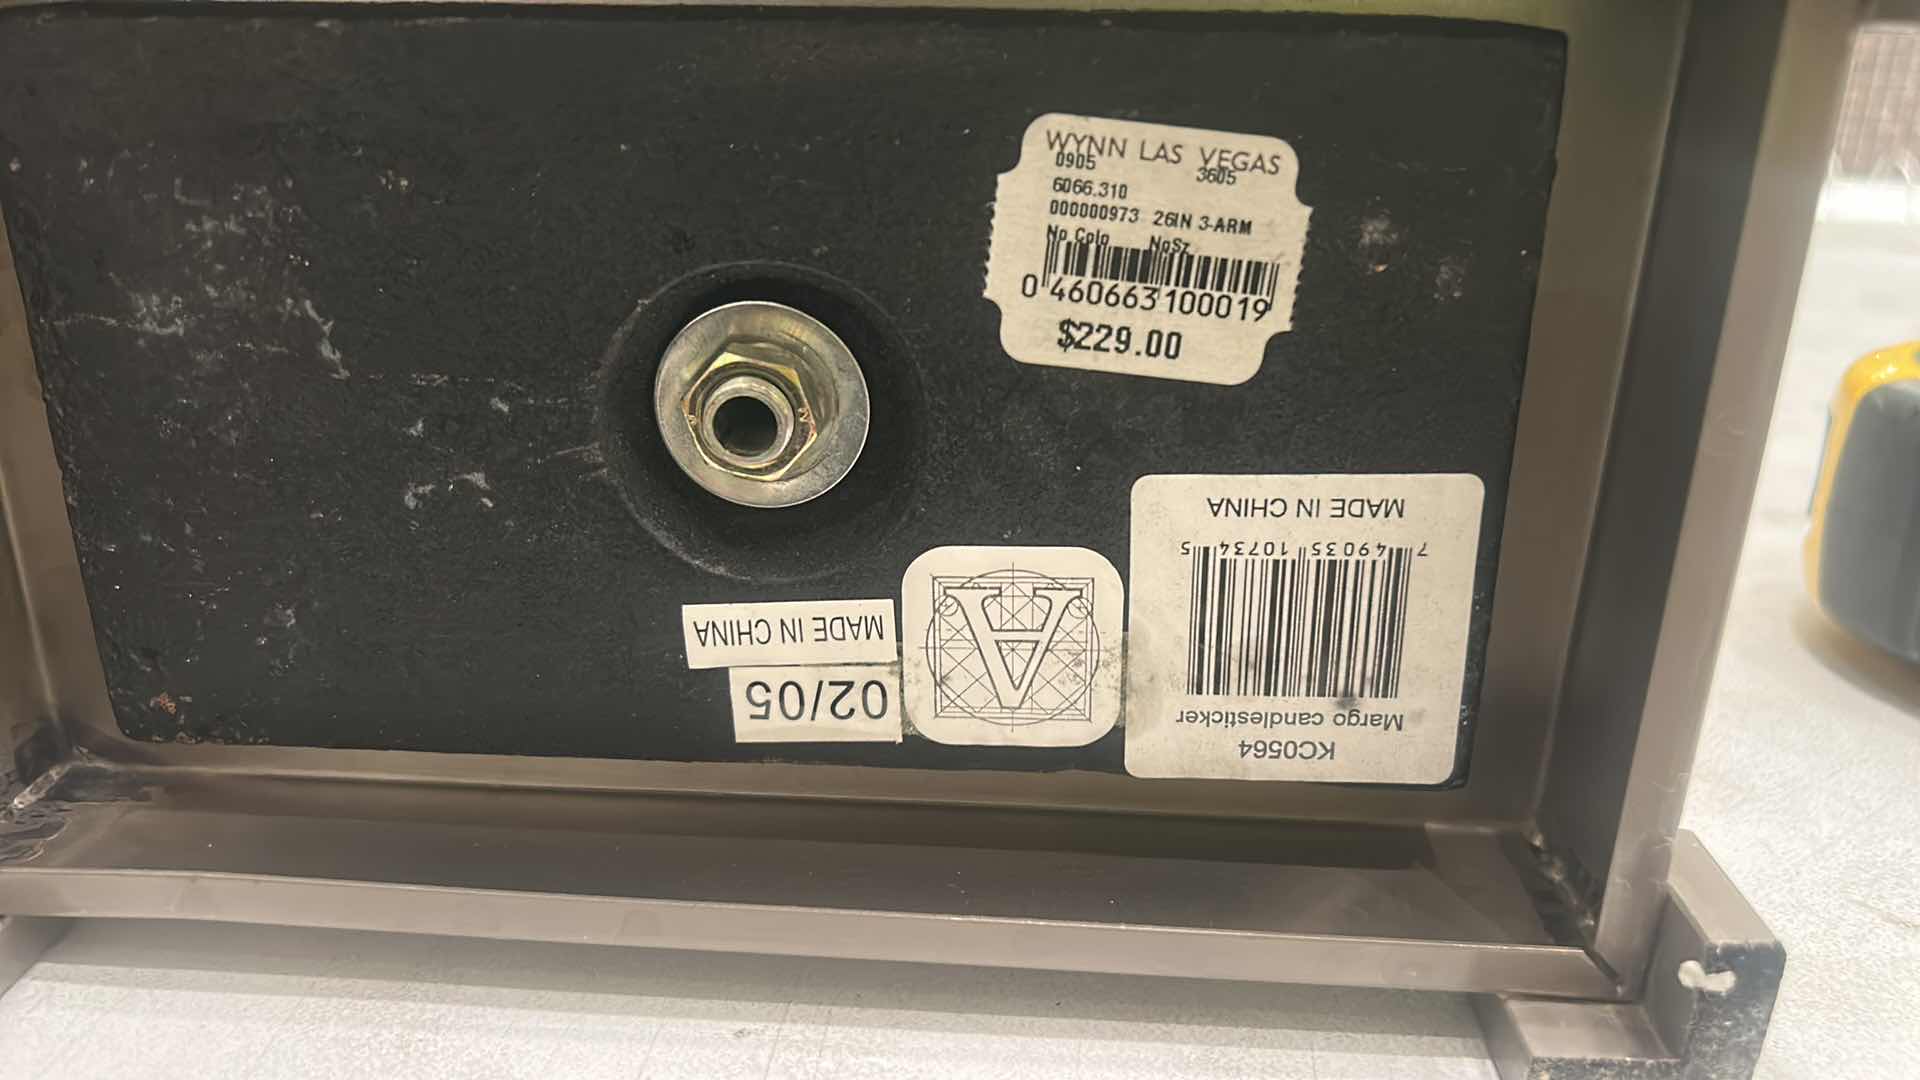 WYNN LAS VEGAS
0905 3605
6066.310
000000973 26IN 3-ARM
No Colo NoSz
0 460663 100019
$229.00
KC0564
Margo candlesticker
7 49035 10734 5
MADE IN CHINA
A
MADE IN CHINA
02/05